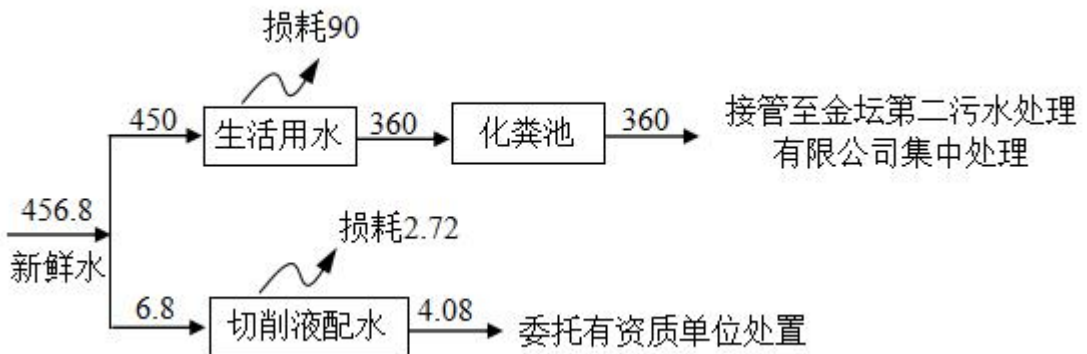 损耗90
450
生活用水
360
化粪池
360
接管至金坛第二污水处理
有限公司集中处理
456.8
新鲜水
损耗2.72
6.8
切削液配水
4.08
委托有资质单位处置